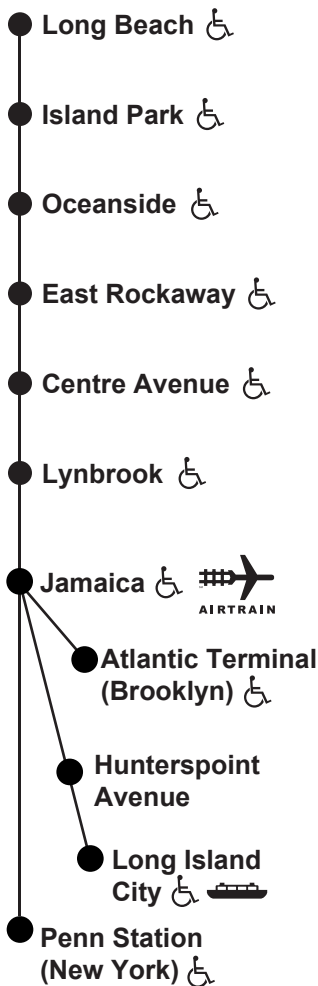 Long Beach
Island Park
Oceanside
East Rockaway
Centre Avenue
Lynbrook
Jamaica
AIRTRAIN
Atlantic Terminal
(Brooklyn)
Hunterspoint
Avenue
Long Island
City
Penn Station
(New York)